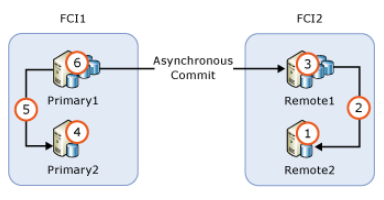 FCI1
FCI2
6
Asynchronous
Commit
3
Primary1
Remote1
5
2
4
1
Primary2
Remote2